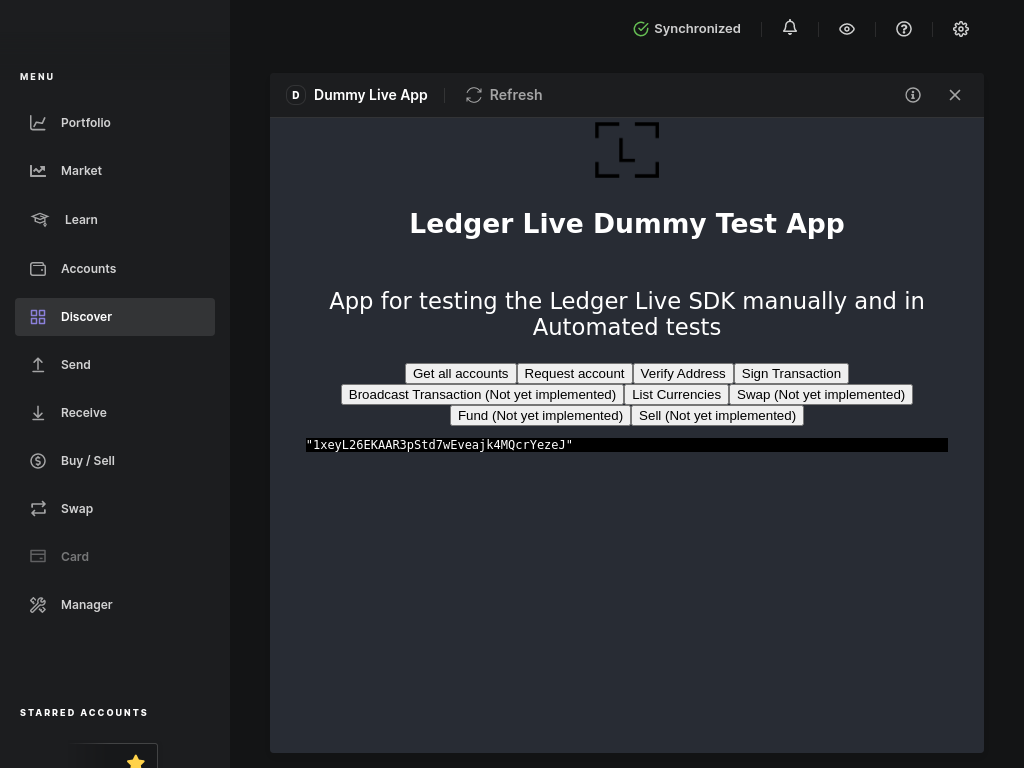 Synchronized
MENU
Portfolio
Market
Learn
Accounts
Discover
Send
Receive
Buy / Sell
Swap
Card
Manager
STARRED ACCOUNTS
D Dummy Live App
Refresh
L
Ledger Live Dummy Test App
App for testing the Ledger Live SDK manually and in
Automated tests
Get all accounts Request account Verify Address Sign Transaction
Broadcast Transaction (Not yet implemented) List Currencies Swap (Not yet implemented)
Fund (Not yet implemented) Sell (Not yet implemented)
"1xeyL26EKAAR3pStd7wEveajk4MQcrYezeJ"